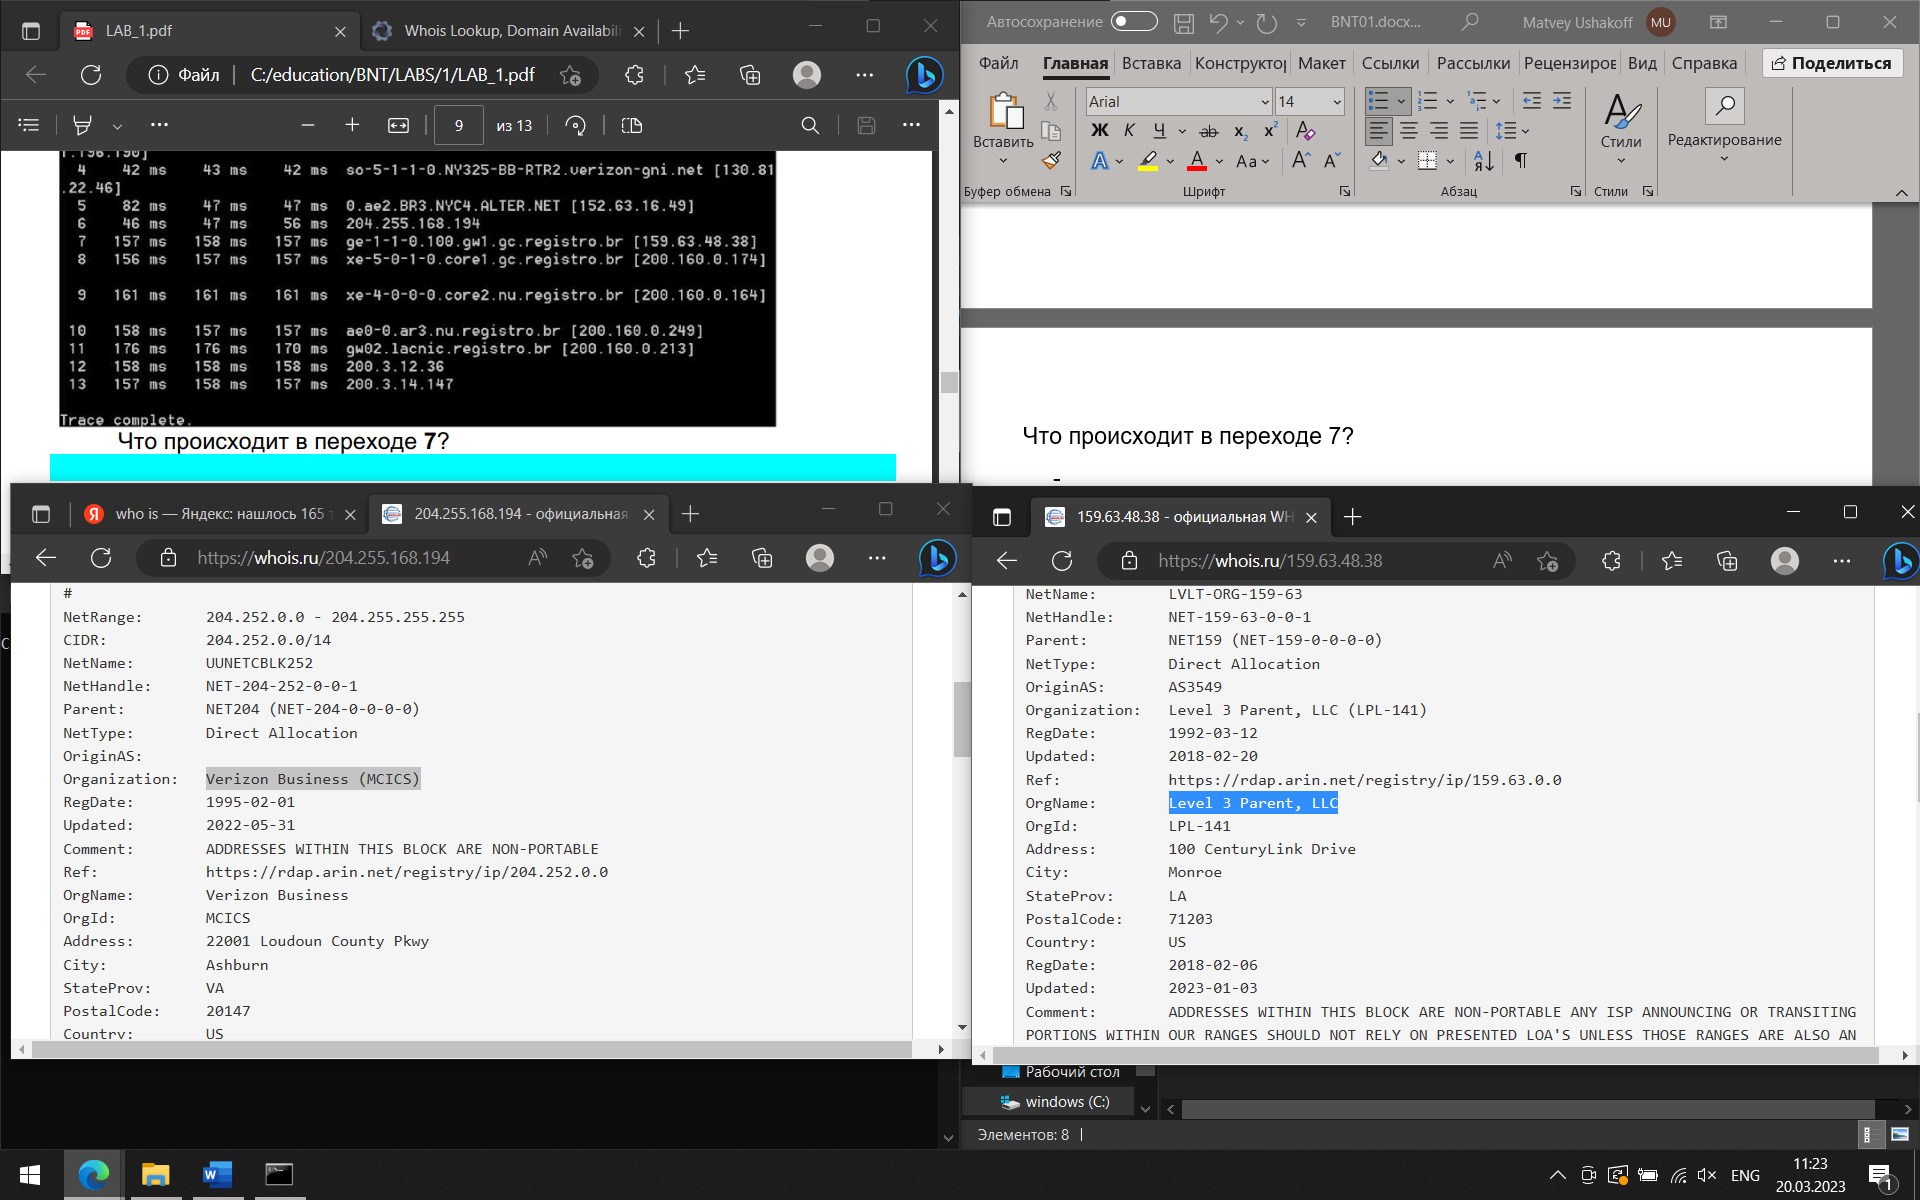 LAB_1.pdf
Whois Lookup, Domain Availabili
Файл
C:/education/BNT/LABS/1/LAB_1.pdf
9
из 13
1.196.190]
4 42 ms 43 ms 42 ms so-5-1-1-0.NY325-BB-RTR2.verizon-gni.net [130.81
.22.46]
5 82 ms 47 ms 47 ms 0.ae2.BR3.NYC4.ALTER.NET [152.63.16.49]
6 46 ms 47 ms 56 ms 204.255.168.194
7 157 ms 158 ms 157 ms ge-1-1-0.100.gw1.gc.registro.br [159.63.48.38]
8 156 ms 157 ms 157 ms xe-5-0-1-0.core1.gc.registro.br [200.160.0.174]
9 161 ms 161 ms 161 ms xe-4-0-0-0.core2.nu.registro.br [200.160.0.164]
10 158 ms 157 ms 157 ms ae0-0.ar3.nu.registro.br [200.160.0.249]
11 176 ms 176 ms 170 ms gw02.lacnic.registro.br [200.160.0.213]
12 158 ms 158 ms 158 ms 200.3.12.36
13 157 ms 158 ms 157 ms 200.3.14.147
Trace complete.
Что происходит в переходе 7?
Автосохранение
BNT01.docx...
Matvey Ushakoff
MU
Файл Главная Вставка Конструктор Макет Ссылки Рассылки Рецензиров Вид Справка
Поделиться
Вставить
Arial
14
Ж К Ч ab x₂ x²
Aa
Стили
Редактирование
Буфер обмена
Шрифт
Абзац
Стили
Что происходит в переходе 7?
-
who is — Яндекс: нашлось 165 т
204.255.168.194 - официальная
https://whois.ru/204.255.168.194
#
NetRange: 204.252.0.0 - 204.255.255.255
CIDR: 204.252.0.0/14
NetName: UUNETCBLK252
NetHandle: NET-204-252-0-0-1
Parent: NET204 (NET-204-0-0-0-0)
NetType: Direct Allocation
OriginAS:
Organization: Verizon Business (MCICS)
RegDate: 1995-02-01
Updated: 2022-05-31
Comment: ADDRESSES WITHIN THIS BLOCK ARE NON-PORTABLE
Ref: https://rdap.arin.net/registry/ip/204.252.0.0
OrgName: Verizon Business
OrgId: MCICS
Address: 22001 Loudoun County Pkwy
City: Ashburn
StateProv: VA
PostalCode: 20147
Country: US
159.63.48.38 - официальная WH
https://whois.ru/159.63.48.38
NetName: LVLT-ORG-159-63
NetHandle: NET-159-63-0-0-1
Parent: NET159 (NET-159-0-0-0-0)
NetType: Direct Allocation
OriginAS: AS3549
Organization: Level 3 Parent, LLC (LPL-141)
RegDate: 1992-03-12
Updated: 2018-02-20
Ref: https://rdap.arin.net/registry/ip/159.63.0.0
OrgName: Level 3 Parent, LLC
OrgId: LPL-141
Address: 100 CenturyLink Drive
City: Monroe
StateProv: LA
PostalCode: 71203
Country: US
RegDate: 2018-02-06
Updated: 2023-01-03
Comment: ADDRESSES WITHIN THIS BLOCK ARE NON-PORTABLE ANY ISP ANNOUNCING OR TRANSITING
PORTIONS WITHIN OUR RANGES SHOULD NOT RELY ON PRESENTED LOA'S UNLESS THOSE RANGES ARE ALSO AN
Рабочий стол
windows (C:)
Элементов: 8
ENG
11:23
20.03.2023
1